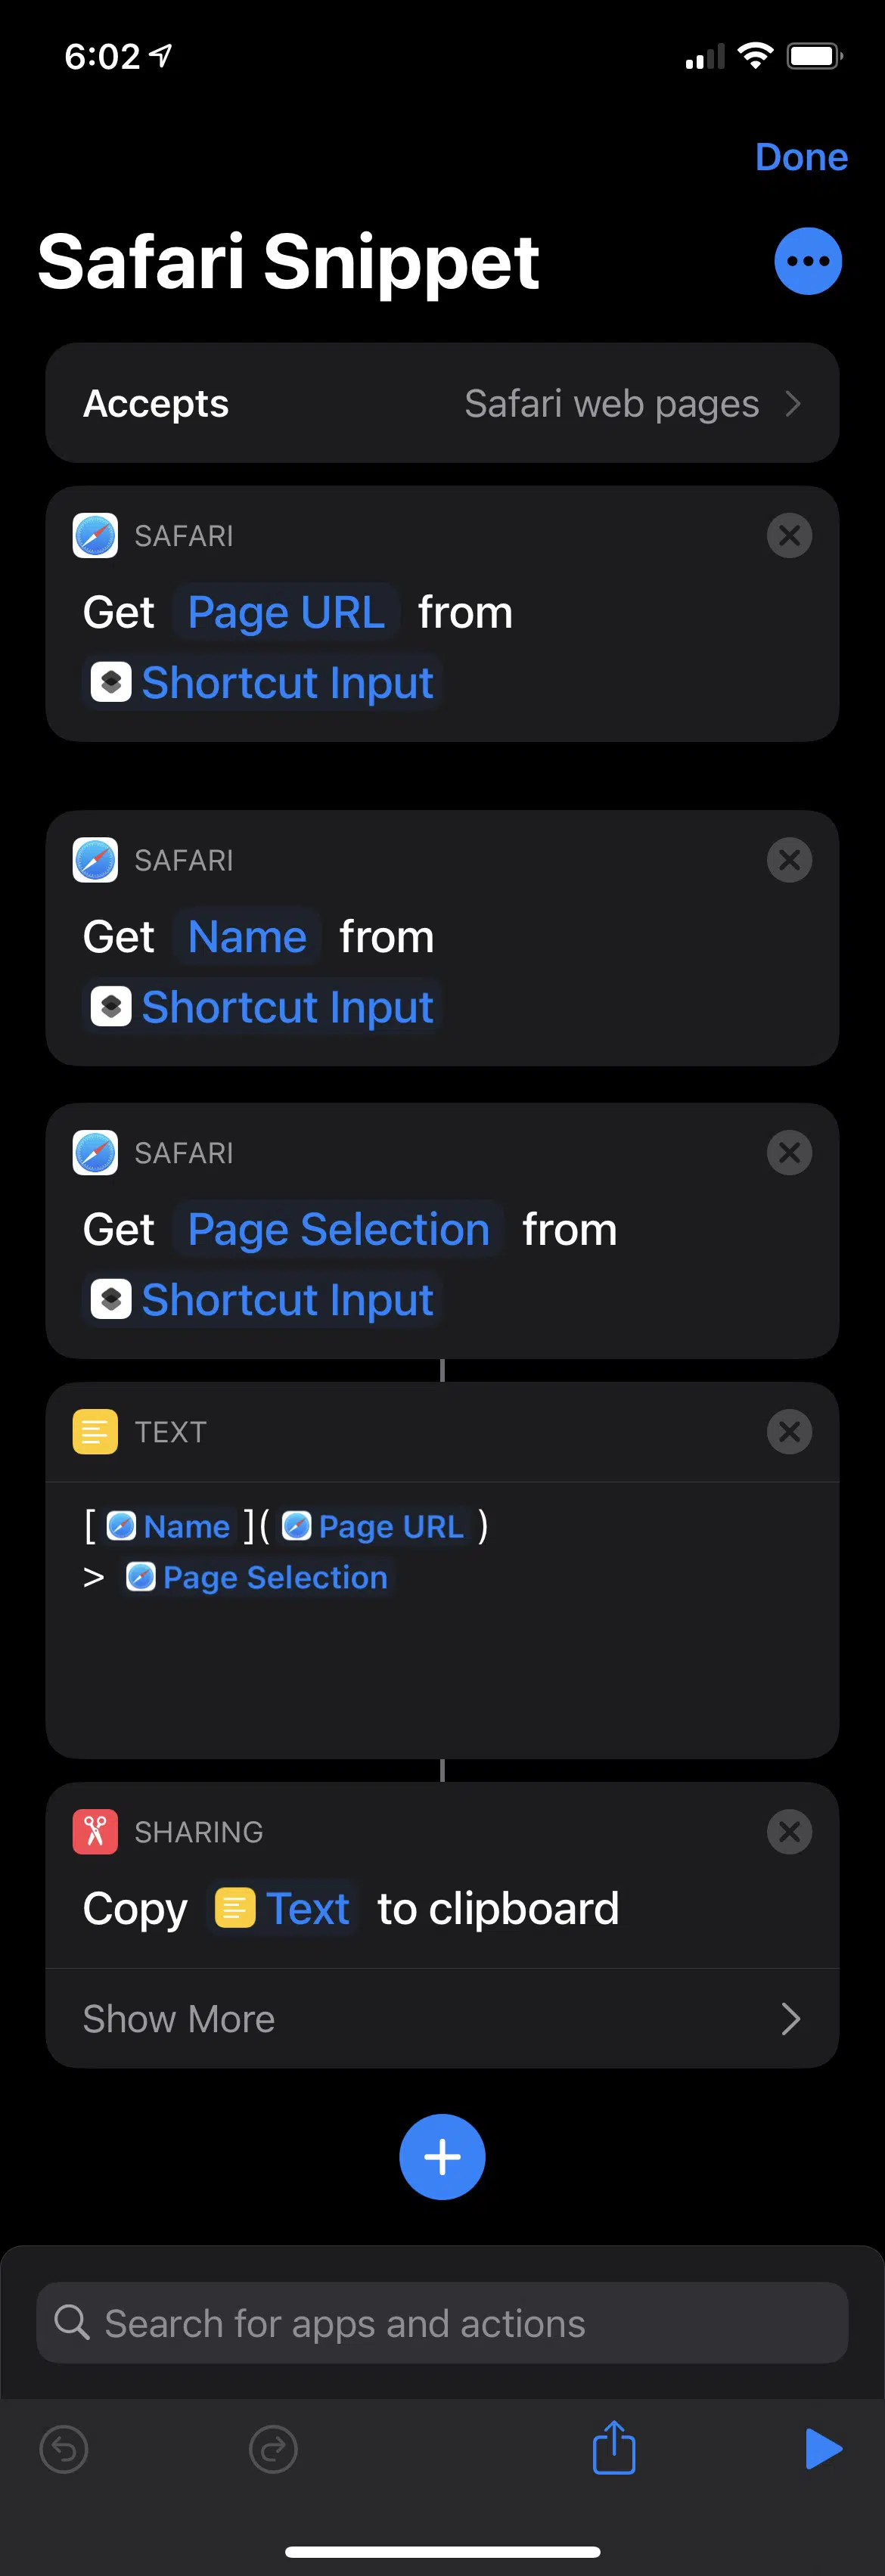 6:02
Done
Safari Snippet
Accepts Safari web pages
SAFARI
Get Page URL from
Shortcut Input
SAFARI
Get Name from
Shortcut Input
SAFARI
Get Page Selection from
Shortcut Input
TEXT
[ Name ]( Page URL )
> Page Selection
SHARING
Copy Text to clipboard
Show More
Search for apps and actions